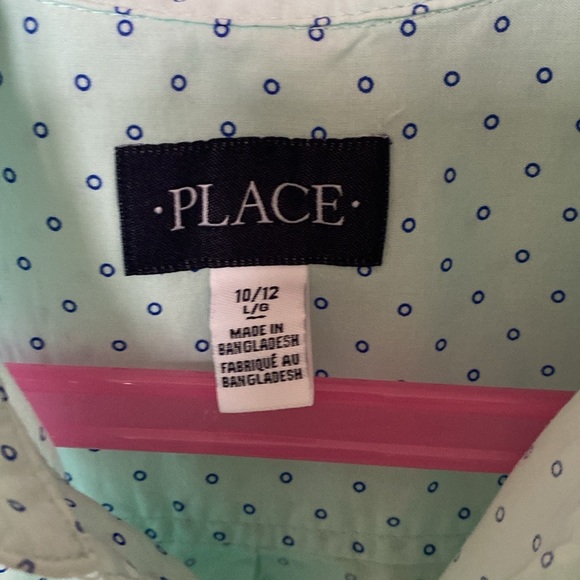 ·PLACE·
10/12
L/G
MADE IN
BANGLADESH
FABRIQUÉ AU
BANGLADESH